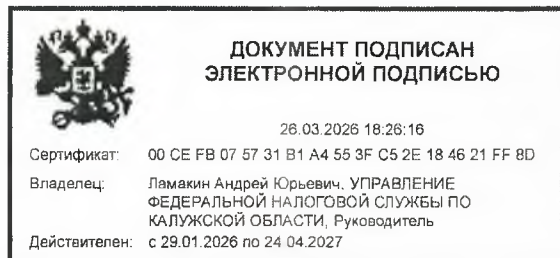 ДОКУМЕНТ ПОДПИСАН
ЭЛЕКТРОННОЙ ПОДПИСЬЮ
26.03.2026 18:26:16
Сертификат: 00 CE FB 07 57 31 B1 A4 55 3F C5 2E 18 46 21 FF 8D
Владелец: Ламакин Андрей Юрьевич, УПРАВЛЕНИЕ
ФЕДЕРАЛЬНОЙ НАЛОГОВОЙ СЛУЖБЫ ПО
КАЛУЖСКОЙ ОБЛАСТИ, Руководитель
Действителен: с 29.01.2026 по 24.04.2027